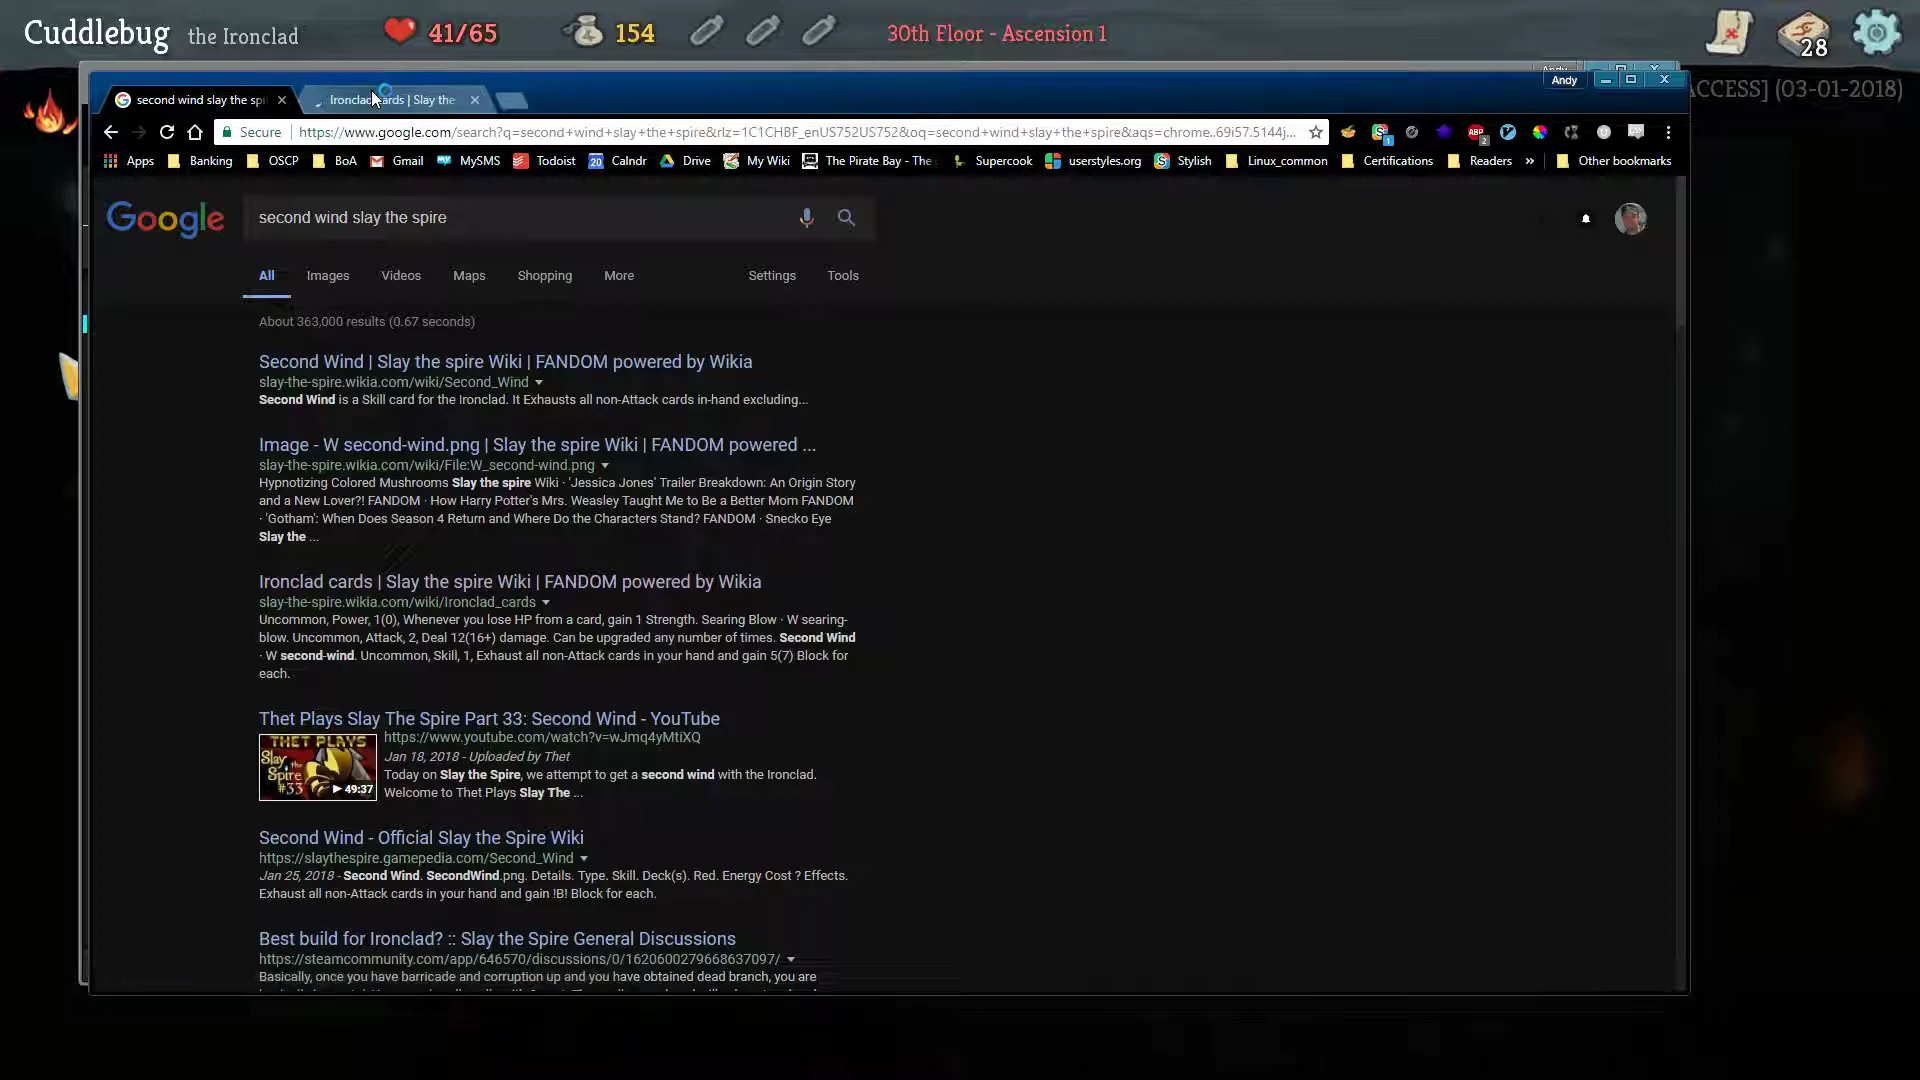 Cuddlebug the Ironclad 41/65 154 30th Floor - Ascension 1 28
ACCESS] (03-01-2018)
Andy
second wind slay the spi Ironclad cards | Slay the
Secure https://www.google.com/search?q=second+wind+slay+the+spire&rlz=1C1CHBF_enUS752US752&oq=second+wind+slay+the+spire&aqs=chrome..69i57.5144j...
Apps Banking OSCP BoA Gmail MySMS Todoist 20 Calndr Drive My Wiki The Pirate Bay - The Supercook userstyles.org Stylish Linux_common Certifications Readers » Other bookmarks
Google second wind slay the spire
All Images Videos Maps Shopping More Settings Tools
About 363,000 results (0.67 seconds)
Second Wind | Slay the spire Wiki | FANDOM powered by Wikia
slay-the-spire.wikia.com/wiki/Second_Wind
Second Wind is a Skill card for the Ironclad. It Exhausts all non-Attack cards in-hand excluding...
Image - W second-wind.png | Slay the spire Wiki | FANDOM powered ...
slay-the-spire.wikia.com/wiki/File:W_second-wind.png
Hypnotizing Colored Mushrooms Slay the spire Wiki · 'Jessica Jones' Trailer Breakdown: An Origin Story
and a New Lover?! FANDOM · How Harry Potter's Mrs. Weasley Taught Me to Be a Better Mom FANDOM
· 'Gotham': When Does Season 4 Return and Where Do the Characters Stand? FANDOM · Snecko Eye
Slay the ...
Ironclad cards | Slay the spire Wiki | FANDOM powered by Wikia
slay-the-spire.wikia.com/wiki/Ironclad_cards
Uncommon, Power, 1(0), Whenever you lose HP from a card, gain 1 Strength. Searing Blow · W searing-
blow. Uncommon, Attack, 2, Deal 12(16+) damage. Can be upgraded any number of times. Second Wind
· W second-wind. Uncommon, Skill, 1, Exhaust all non-Attack cards in your hand and gain 5(7) Block for
each.
Thet Plays Slay The Spire Part 33: Second Wind - YouTube
https://www.youtube.com/watch?v=wJmq4yMtiXQ
Jan 18, 2018 - Uploaded by Thet
Today on Slay the Spire, we attempt to get a second wind with the Ironclad.
Welcome to Thet Plays Slay The ...
THET PLAYS
Slay
the
Spire
#33
49:37
Second Wind - Official Slay the Spire Wiki
https://slaythespire.gamepedia.com/Second_Wind
Jan 25, 2018 - Second Wind. SecondWind.png. Details. Type. Skill. Deck(s). Red. Energy Cost ? Effects.
Exhaust all non-Attack cards in your hand and gain !B! Block for each.
Best build for Ironclad? :: Slay the Spire General Discussions
https://steamcommunity.com/app/646570/discussions/0/1620600279668637097/
Basically, once you have barricade and corruption up and you have obtained dead branch, you are